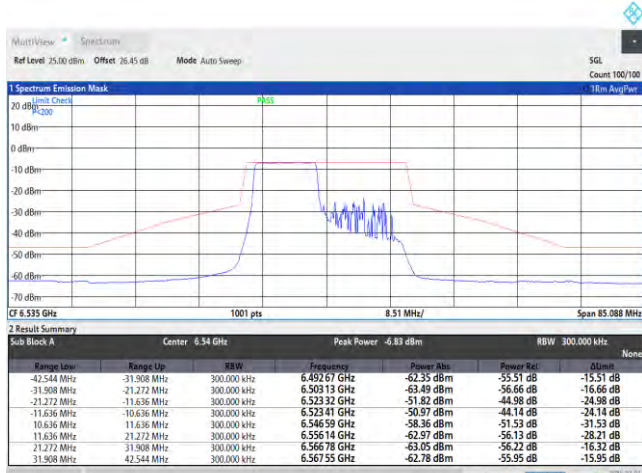 MultiView Spectrum
Ref Level 25.00 dBm Offset 26.45 dB Mode Auto Sweep SGL
Count 100/100
1 Spectrum Emission Mask 1Rm AvgPwr
Limit Check PASS
20 dBm
P<200
10 dBm
0 dBm
-10 dBm
-20 dBm
-30 dBm
-40 dBm
-50 dBm
-60 dBm
-70 dBm
CF 6.535 GHz 1001 pts 8.51 MHz/ Span 85.088 MHz
2 Result Summary
Sub Block A Center 6.54 GHz Peak Power -6.83 dBm RBW 300.000 kHz
None
Range Low Range Up RBW Frequency Power Abs Power Rel ΔLimit
-42.544 MHz -31.908 MHz 300.000 kHz 6.49267 GHz -62.35 dBm -55.51 dB -15.51 dB
-31.908 MHz -21.272 MHz 300.000 kHz 6.50313 GHz -63.49 dBm -56.66 dB -16.66 dB
-21.272 MHz -11.636 MHz 300.000 kHz 6.52332 GHz -51.82 dBm -44.98 dB -24.98 dB
-11.636 MHz -10.636 MHz 300.000 kHz 6.52341 GHz -50.97 dBm -44.14 dB -24.14 dB
10.636 MHz 11.636 MHz 300.000 kHz 6.54659 GHz -58.36 dBm -51.53 dB -31.53 dB
11.636 MHz 21.272 MHz 300.000 kHz 6.55614 GHz -62.97 dBm -56.13 dB -28.21 dB
21.272 MHz 31.908 MHz 300.000 kHz 6.56678 GHz -63.05 dBm -56.22 dB -16.32 dB
31.908 MHz 42.544 MHz 300.000 kHz 6.56755 GHz -62.78 dBm -55.95 dB -15.95 dB